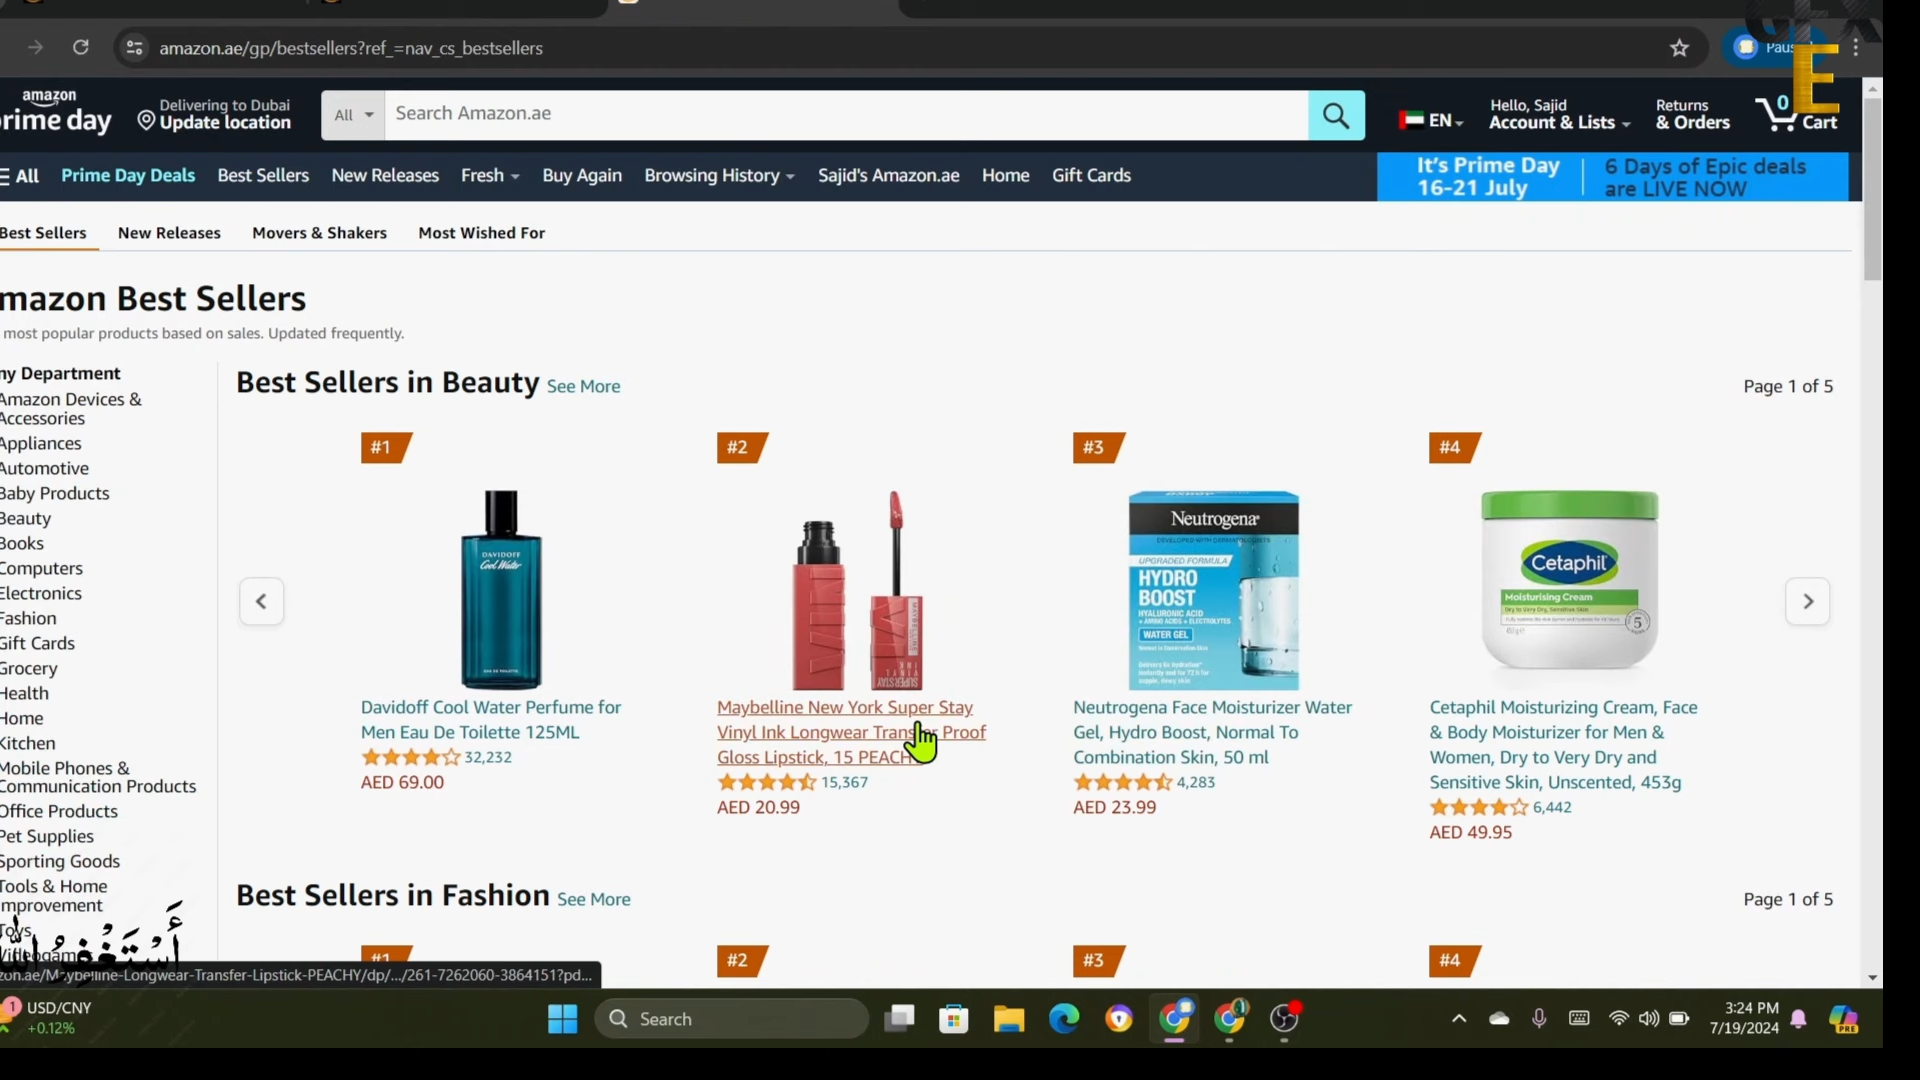 amazon.ae/gp/bestsellers?ref_=nav_cs_bestsellers
E
amazon
prime day
Delivering to Dubai
Update location
All
Search Amazon.ae
EN
Hello, Sajid
Account & Lists
Returns
& Orders
0
Cart
All
Prime Day Deals
Best Sellers
New Releases
Fresh
Buy Again
Browsing History
Sajid's Amazon.ae
Home
Gift Cards
It's Prime Day
16-21 July
6 Days of Epic deals
are LIVE NOW
Best Sellers
New Releases
Movers & Shakers
Most Wished For
mazon Best Sellers
most popular products based on sales. Updated frequently.
ny Department
Amazon Devices &
Accessories
Appliances
Automotive
Baby Products
Beauty
Books
Computers
Electronics
Fashion
Gift Cards
Grocery
Health
Home
Kitchen
Mobile Phones &
Communication Products
Office Products
Pet Supplies
Sporting Goods
Tools & Home
mprovement
Toys
Best Sellers in Beauty See More
Page 1 of 5
#1
DAVIDOFF
Cool Water
Davidoff Cool Water Perfume for
Men Eau De Toilette 125ML
32,232
AED 69.00
#2
Maybelline New York Super Stay
Vinyl Ink Longwear Transfer Proof
Gloss Lipstick, 15 PEACH
15,367
AED 20.99
#3
Neutrogena
UPGRADED FORMULA
HYDRO
BOOST
HYALURONIC ACID
+ AMINO ACIDS + ELECTROLYTES
WATER GEL
Neutrogena Face Moisturizer Water
Gel, Hydro Boost, Normal To
Combination Skin, 50 ml
4,283
AED 23.99
#4
Cetaphil
Moisturising Cream
Dry to Very Dry, Sensitive Skin
5
Cetaphil Moisturizing Cream, Face
& Body Moisturizer for Men &
Women, Dry to Very Dry and
Sensitive Skin, Unscented, 453g
6,442
AED 49.95
Best Sellers in Fashion See More
Page 1 of 5
#1
#2
#3
#4
أَسْتَغْفِرُ اللّٰه
zon.ae/Maybelline-Longwear-Transfer-Lipstick-PEACHY/dp/.../261-7262060-3864151?pd...
1
USD/CNY
+0.12%
Search
3:24 PM
7/19/2024
PRE